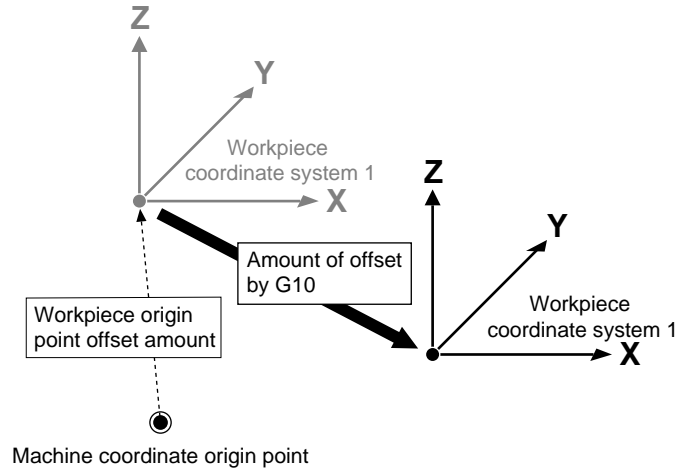 Z
Y
Workpiece
coordinate system 1
X
Z
Y
Amount of offset
by G10
Workpiece
coordinate system 1
X
Workpiece origin
point offset amount
Machine coordinate origin point